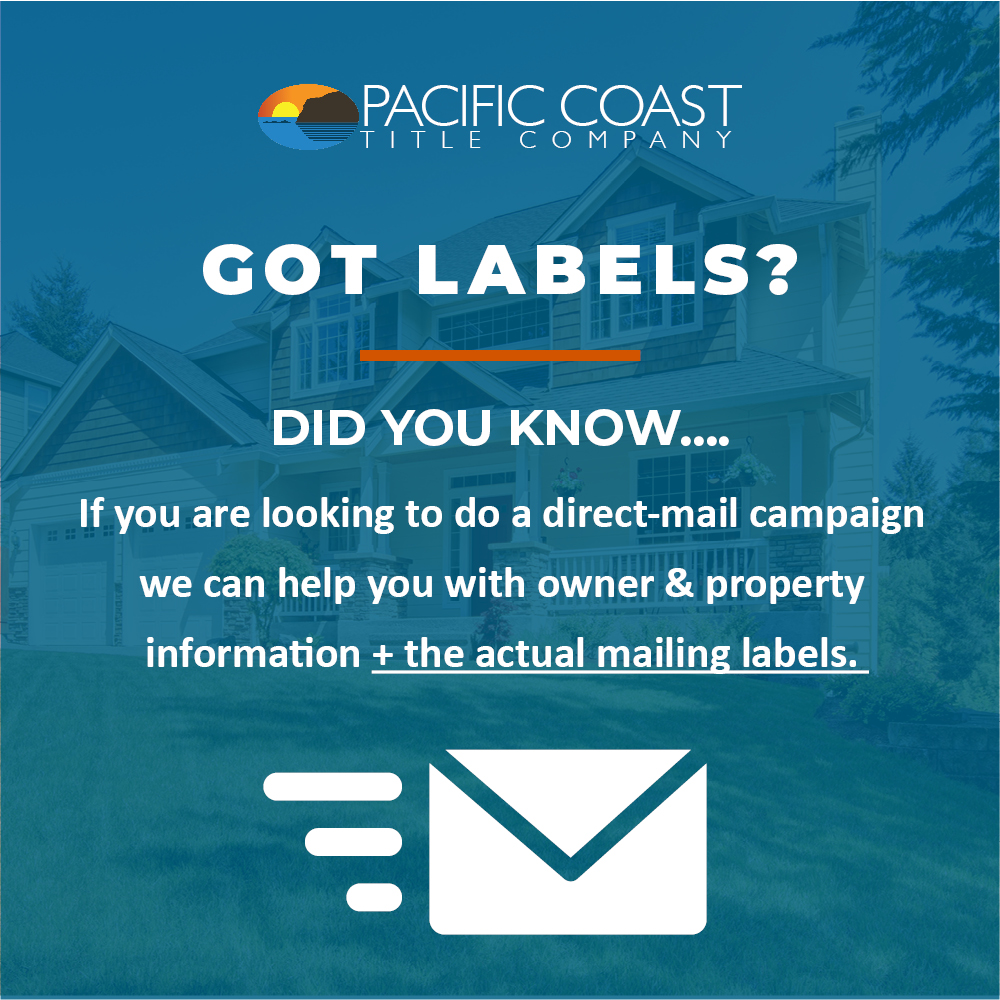 PACIFIC COAST
TITLE COMPANY
GOT LABELS?
DID YOU KNOW....
If you are looking to do a direct-mail campaign
we can help you with owner & property
information + the actual mailing labels.